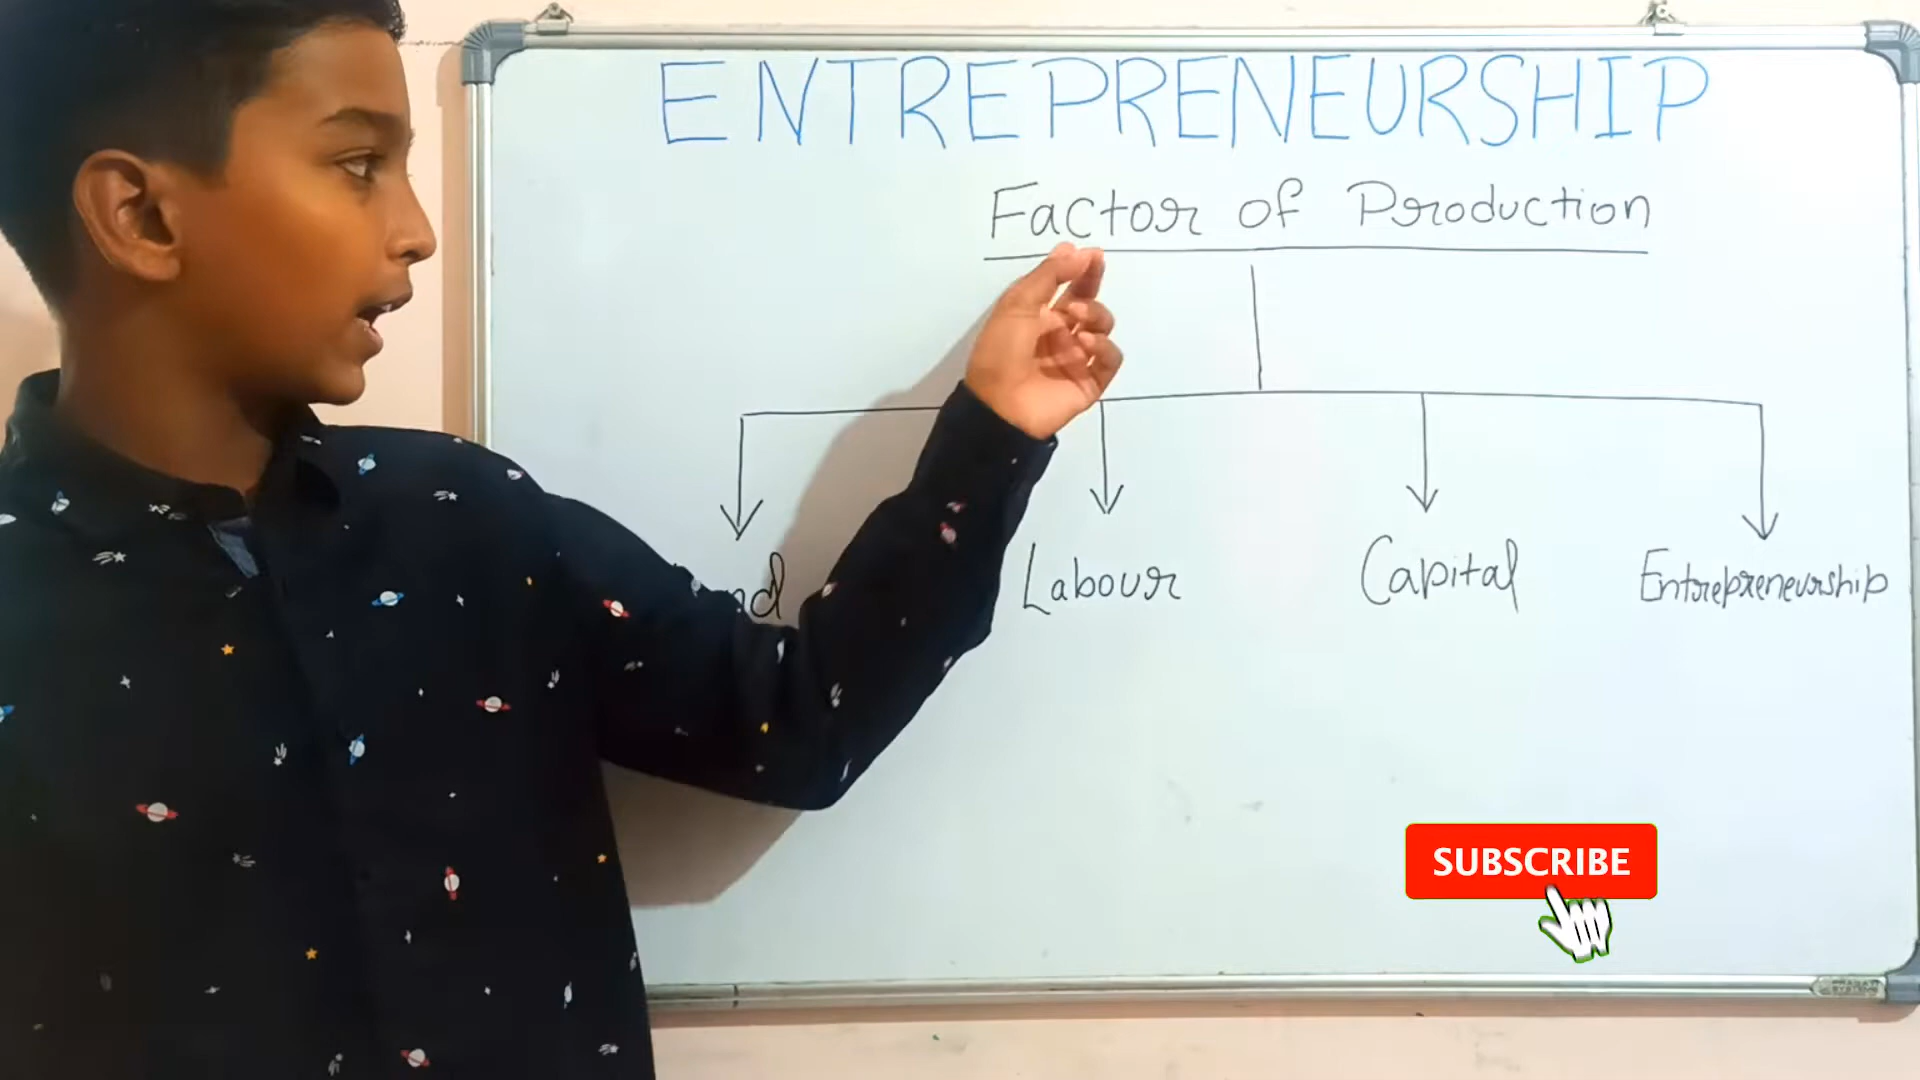 ENTREPRENEURSHIP
Factor of Production
Labour Capital Entrepreneurship
SUBSCRIBE